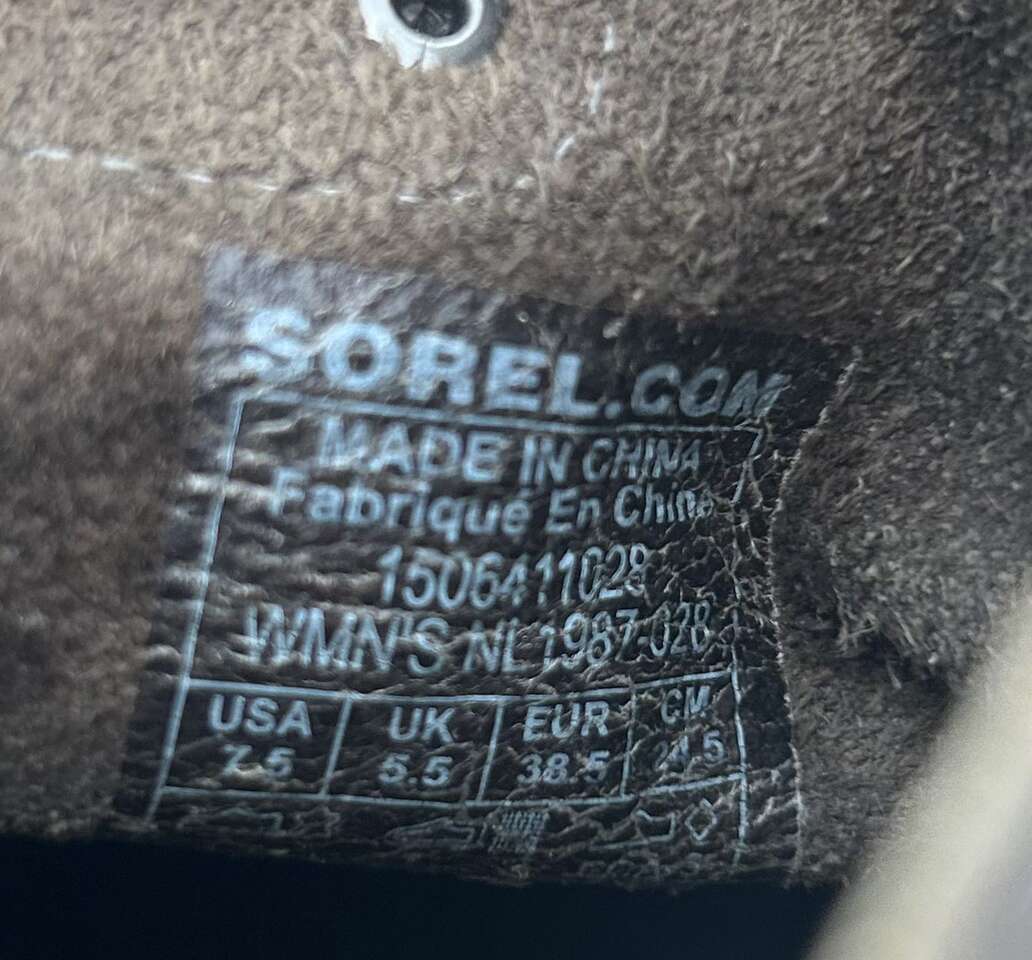 SOREL.COM
MADE IN CHINA
Fabriqué En Chine
1506411028
WMN'S NL1987-028
USA UK EUR CM
7.5 5.5 38.5 24.5